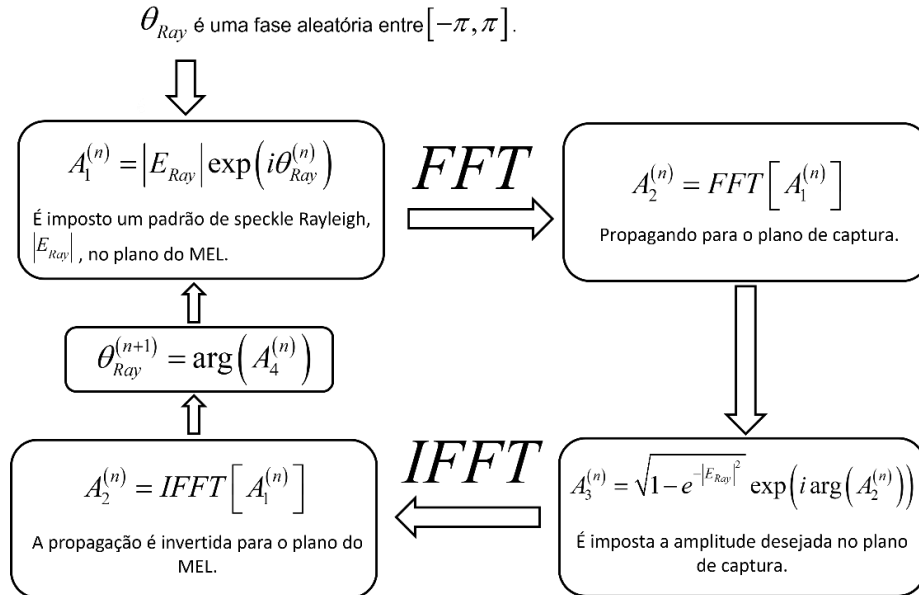 θ_Ray é uma fase aleatória entre [−π, π].
A_1^(n) = |E_Ray| exp(iθ_Ray^(n))
É imposto um padrão de speckle Rayleigh,
|E_Ray| , no plano do MEL.
FFT
A_2^(n) = FFT[A_1^(n)]
Propagando para o plano de captura.
A_3^(n) = √(1−e^(−|E_Ray|^2)) exp(i arg(A_2^(n)))
É imposta a amplitude desejada no plano
de captura.
IFFT
A_2^(n) = IFFT[A_1^(n)]
A propagação é invertida para o plano do
MEL.
θ_Ray^(n+1) = arg(A_4^(n))